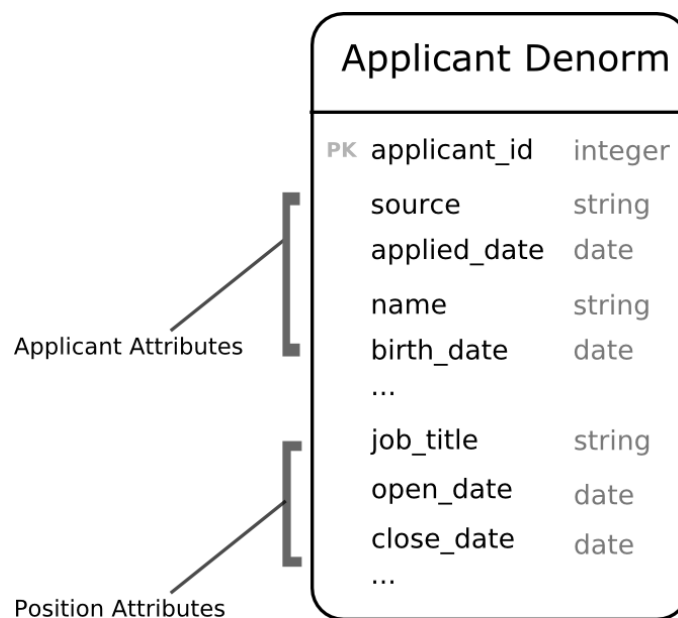 Applicant Denorm
PK applicant_id integer
source string
applied_date date
name string
Applicant Attributes
birth_date date
...
job_title string
open_date date
close_date date
...
Position Attributes